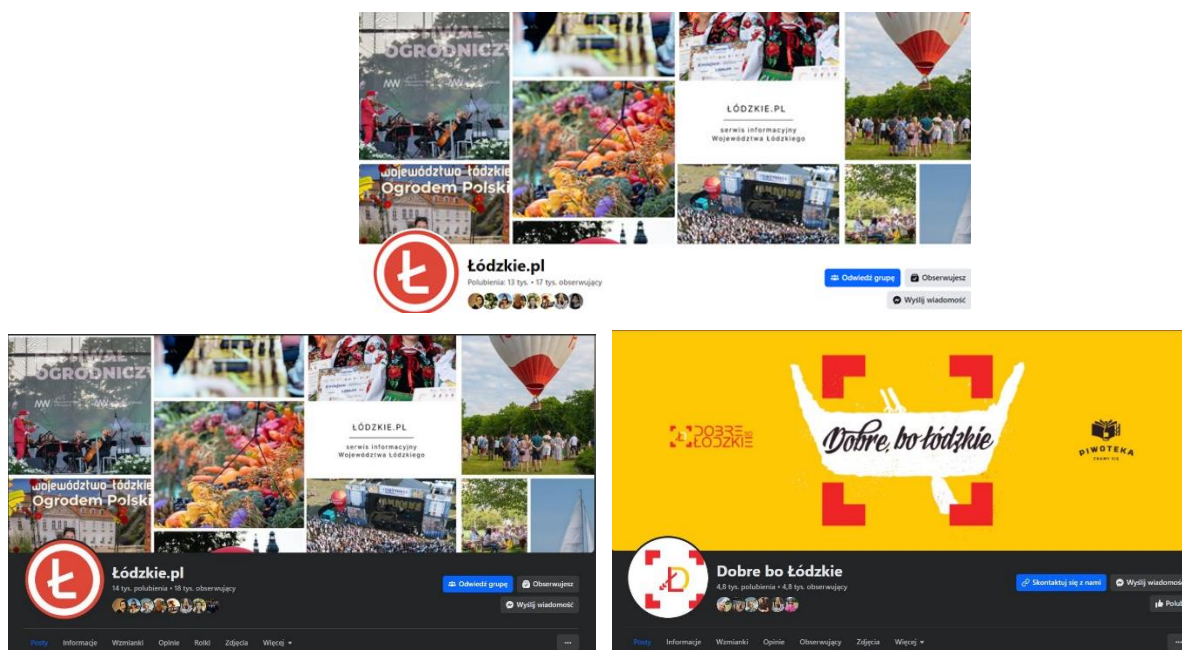 OGRODNICZY
ŁÓDZKIE.PL
serwis informacyjny
Województwa Łódzkiego
województwo łódzkie
Ogrodem Polski
Łódzkie.pl
Polubienia: 13 tys. • 17 tys. obserwujący
Odwiedź grupę
Obserwujesz
Wyślij wiadomość
OGRODNICZY
ŁÓDZKIE.PL
serwis informacyjny
Województwa Łódzkiego
województwo łódzkie
Ogrodem Polski
Łódzkie.pl
14 tys. polubienia • 18 tys. obserwujący
Odwiedź grupę
Obserwujesz
Wyślij wiadomość
Posty Informacje Wzmianki Opinie Rolki Zdjęcia Więcej
DOBRE BO
ŁÓDZKIE
Dobre, bo łódzkie
PIWOTEKA
Dobre bo Łódzkie
4,8 tys. polubienia • 4,8 tys. obserwujący
Skontaktuj się z nami
Wyślij wiadomość
Polub
Posty Informacje Wzmianki Opinie Obserwujący Zdjęcia Więcej